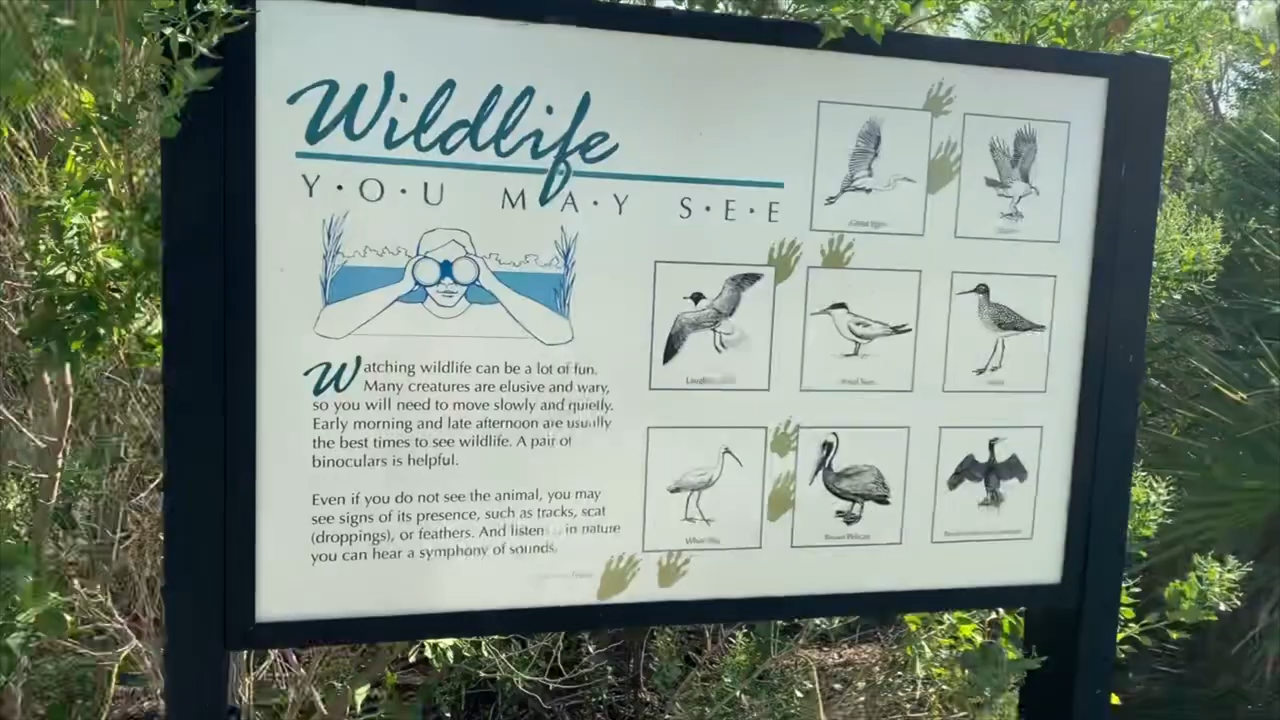 Wildlife
Y·O·U M·A·Y S·E·E
Watching wildlife can be a lot of fun.
Many creatures are elusive and wary,
so you will need to move slowly and quietly.
Early morning and late afternoon are usually
the best times to see wildlife. A pair of
binoculars is helpful.
Even if you do not see the animal, you may
see signs of its presence, such as tracks, scat
(droppings), or feathers. And listen in nature
you can hear a symphony of sounds.
Great
Brown Pelican